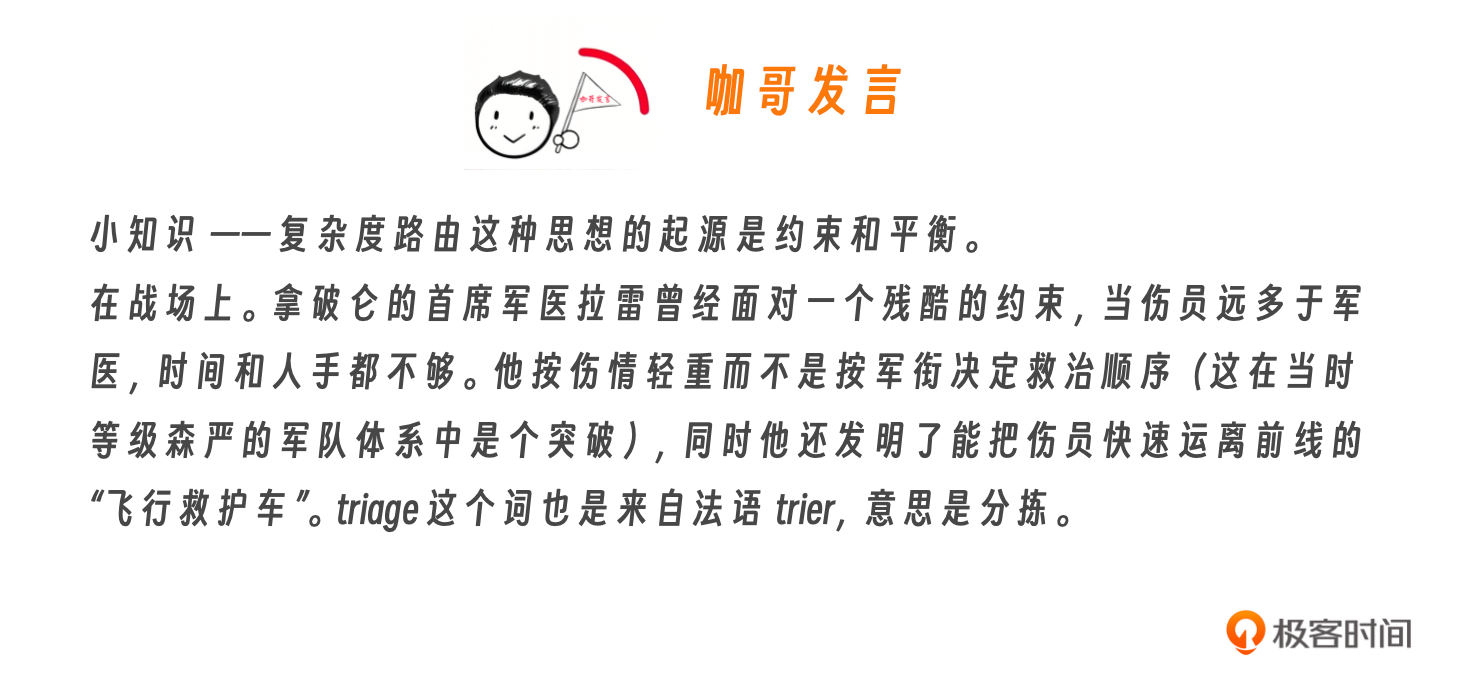 咖哥发言
咖哥发言
小知识 ——复杂度路由这种思想的起源是约束和平衡。
在战场上。拿破仑的首席军医拉雷曾经面对一个残酷的约束，当伤员远多于军
医，时间和人手都不够。他按伤情轻重而不是按军衔决定救治顺序（这在当时
等级森严的军队体系中是个突破），同时他还发明了能把伤员快速运离前线的
“飞行救护车”。triage 这个词也是来自法语 trier，意思是分拣。
极客时间